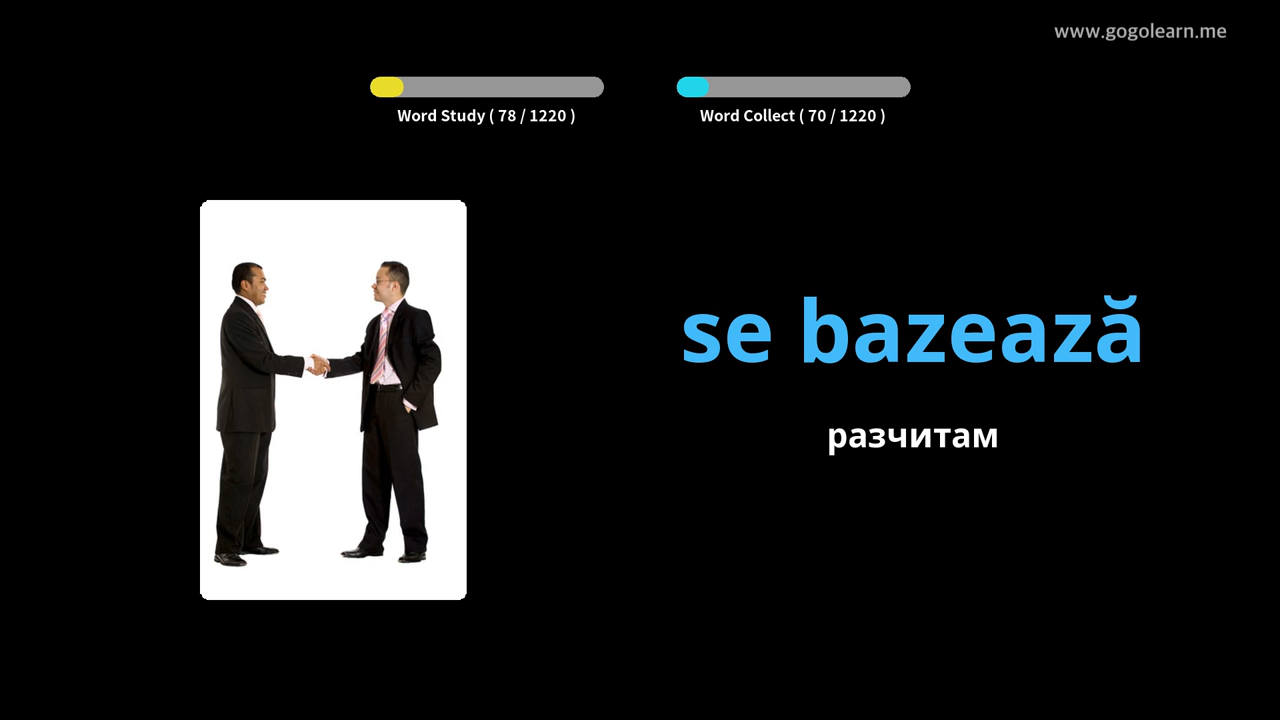 www.gogolearn.me
Word Study ( 78 / 1220 )
Word Collect ( 70 / 1220 )
se bazează
разчитам